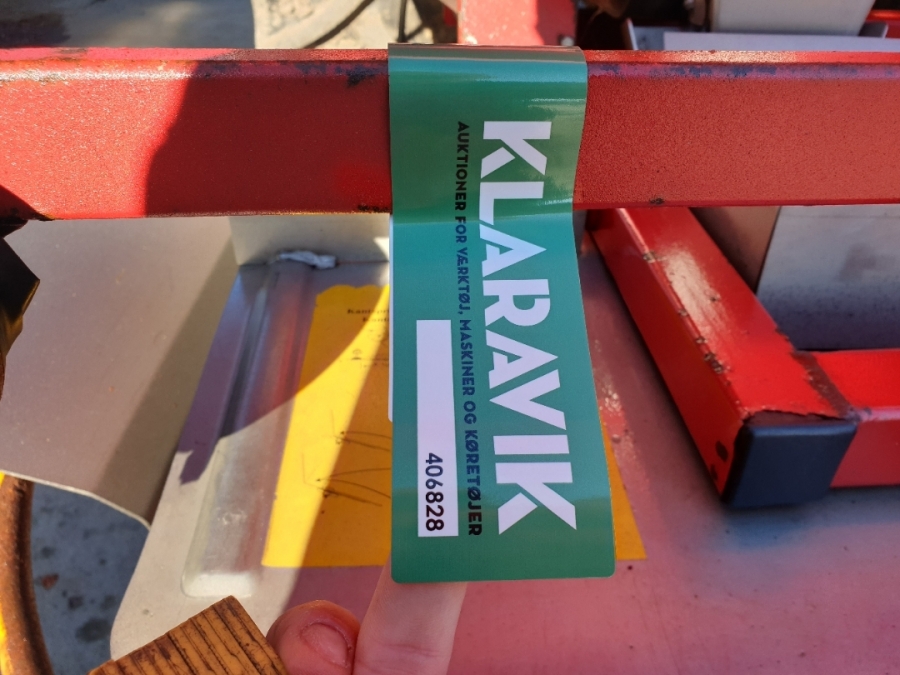 KLARAVIK
AUKTIONER FOR VÆRKTØJ, MASKINER OG KØRETØJER
406828